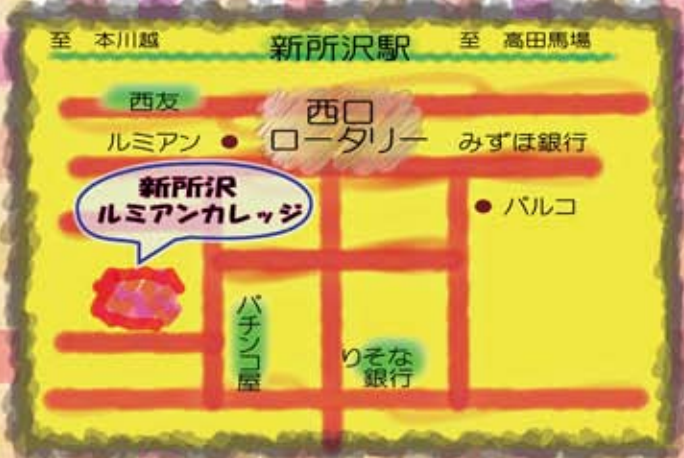 至 本川越
新所沢駅
至 高田馬場
西友
西口
ロータリー
ルミアン
みずほ銀行
新所沢
ルミアンカレッジ
パルコ
パチンコ屋
りそな
銀行